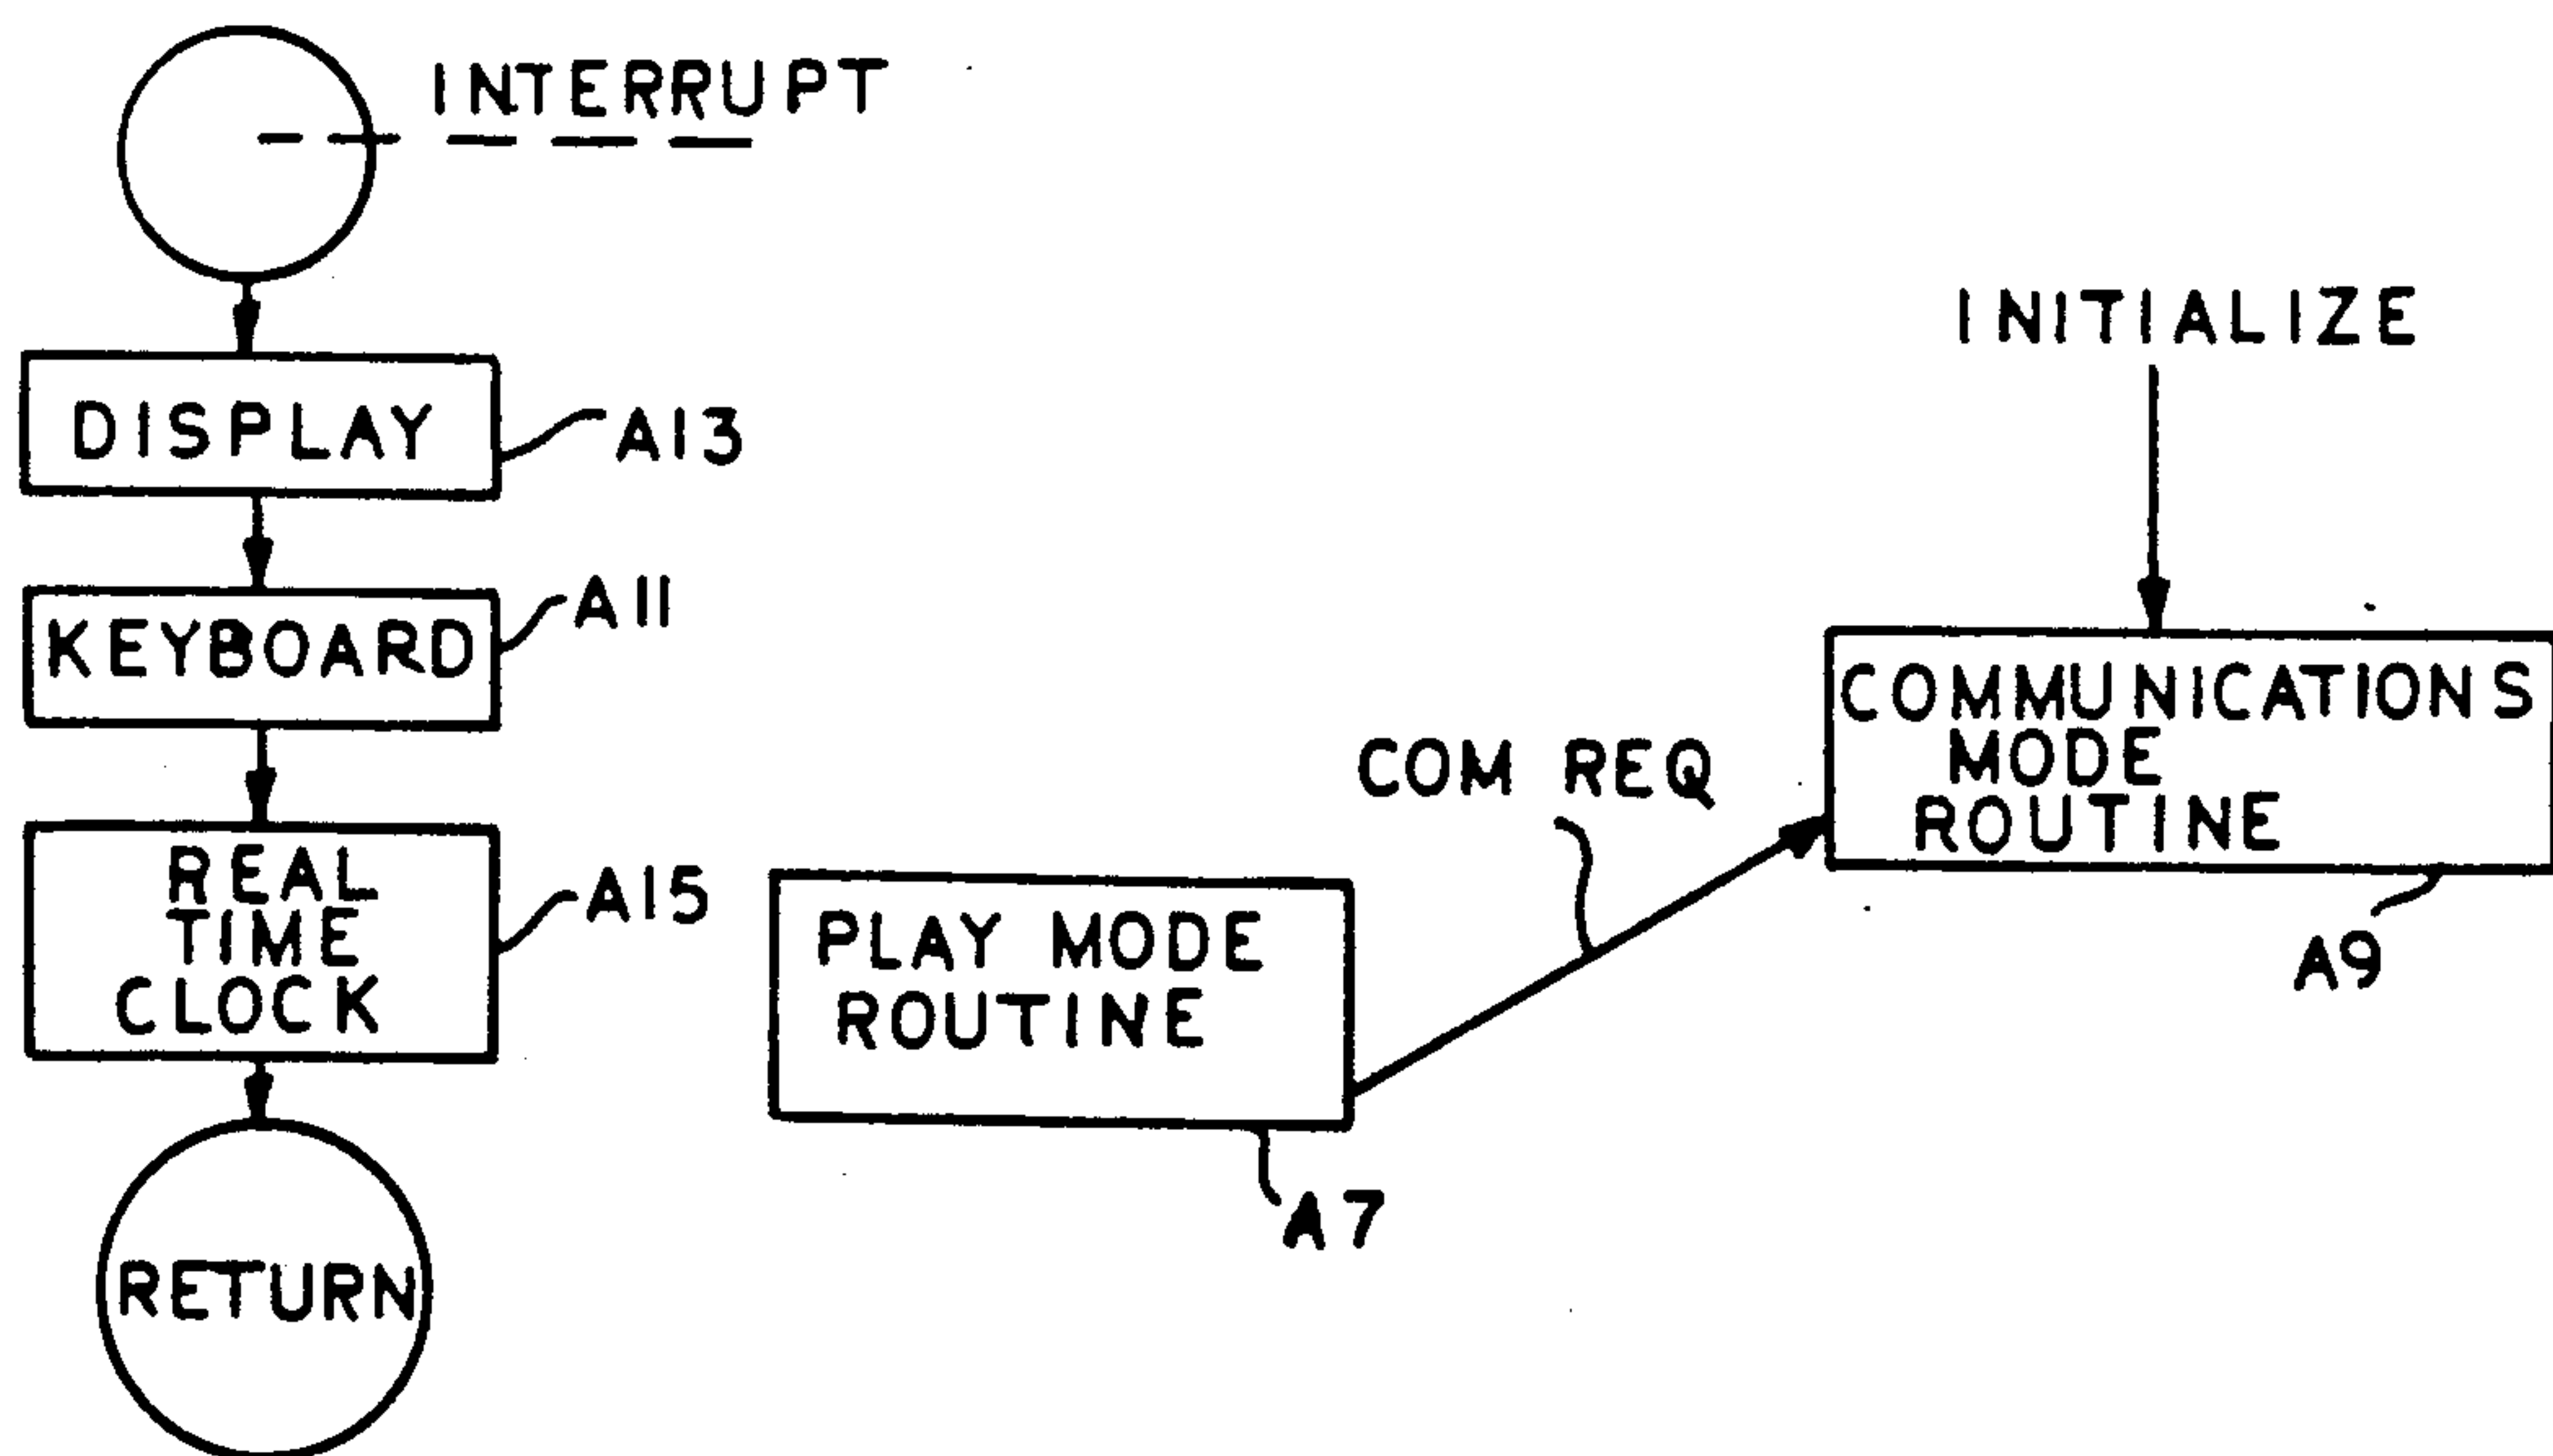 INTERRUPT
DISPLAY
A13
KEYBOARD
A11
REAL
TIME
CLOCK
A15
RETURN
PLAY MODE
ROUTINE
A7
COM REQ
INITIALIZE
COMMUNICATIONS
MODE
ROUTINE
A9